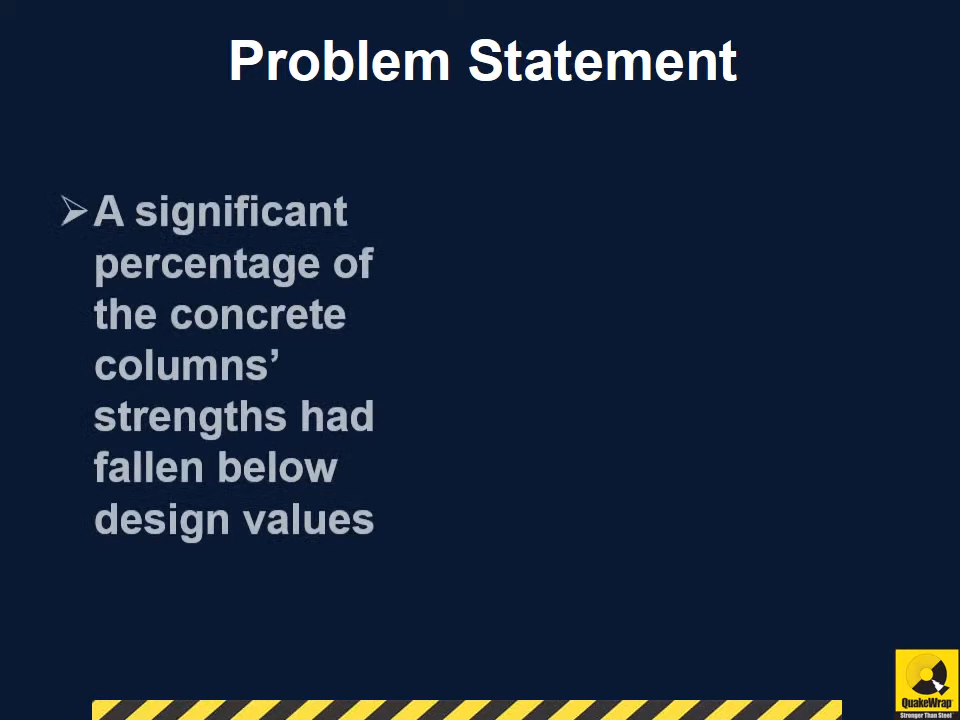 Problem Statement
➢A significant
percentage of
the concrete
columns’
strengths had
fallen below
design values
QuakeWrap
Stronger Than Steel